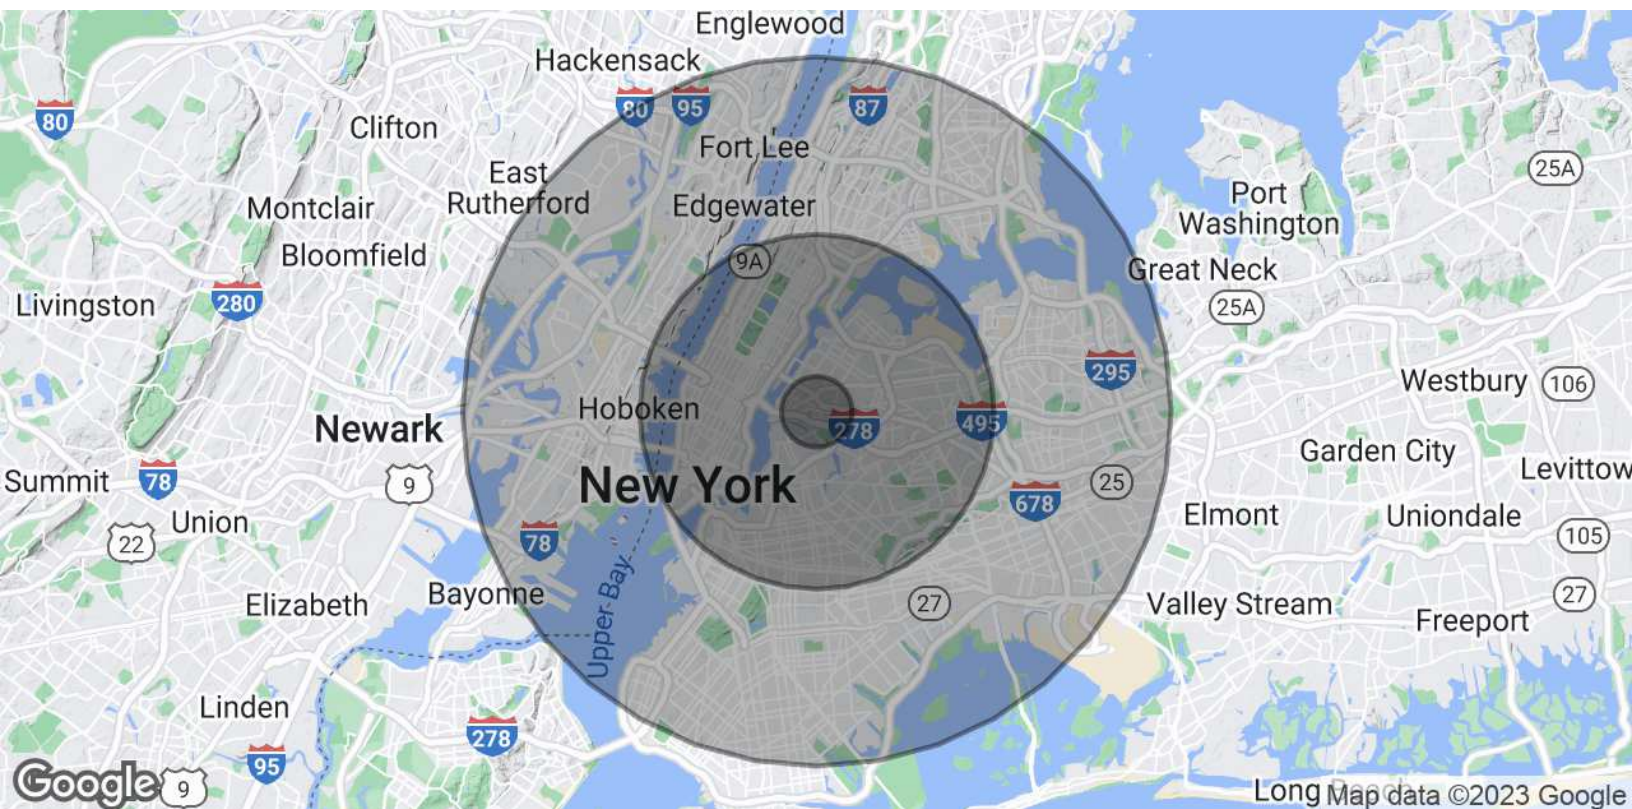 Englewood
Hackensack
80
95
87
80
Clifton
Fort Lee
25A
East
Rutherford
Port
Washington
Montclair
Edgewater
Bloomfield
9A
Great Neck
Livingston
280
25A
295
Westbury
106
Hoboken
278
495
Newark
Garden City
Summit
78
9
New York
25
Levittow
678
Union
Elmont
Uniondale
22
78
105
Bayonne
Upper Bay
27
27
Elizabeth
Valley Stream
Freeport
Linden
278
95
Google
9
Long Beach
Map data ©2023 Google